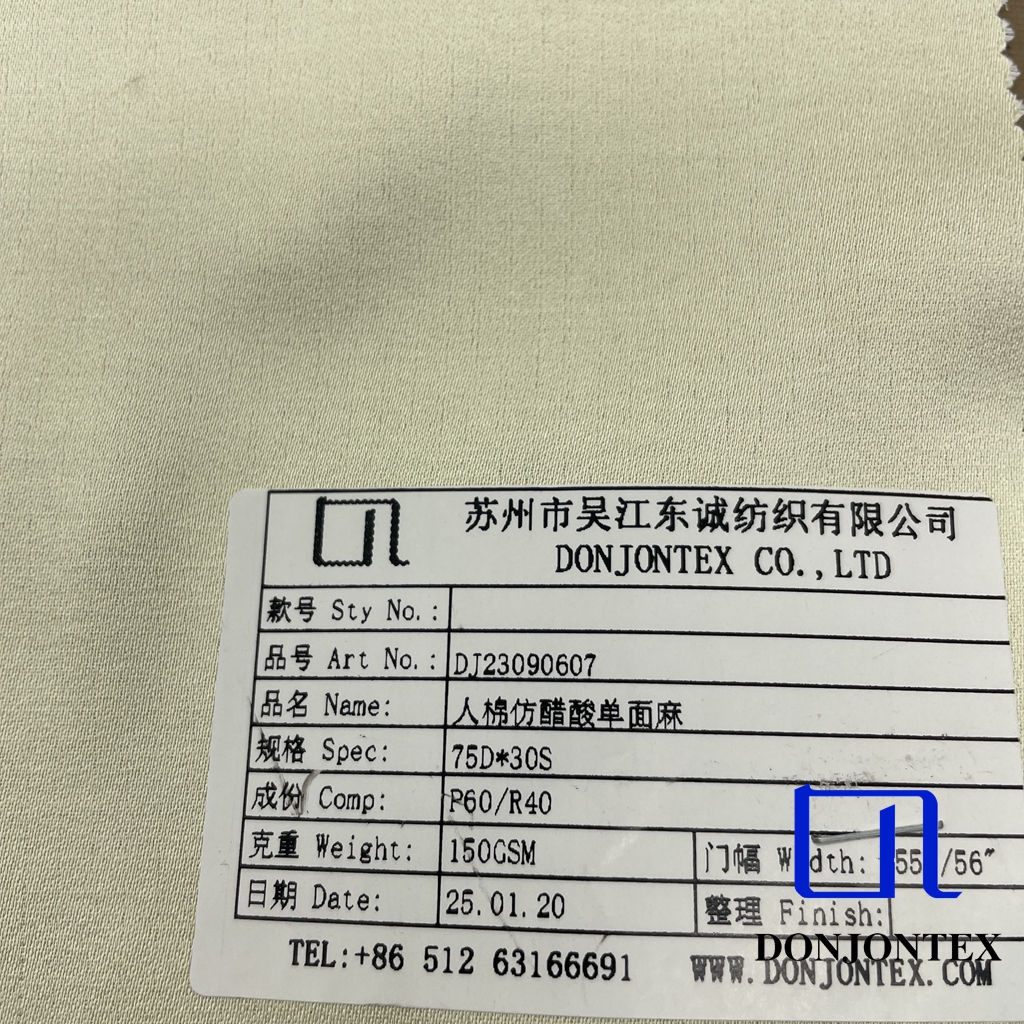 苏州市吴江东诚纺织有限公司
DONJONTEX CO.,LTD
款号 Sty No.:
品号 Art No.: DJ23090607
品名 Name: 人棉仿醋酸单面麻
规格 Spec: 75D*30S
成份 Comp: P60/R40
克重 Weight: 150GSM 门幅 Width: 55/56"
日期 Date: 25.01.20 整理 Finish:
TEL:+86 512 63166691 WWW.DONJONTEX.COM
DONJONTEX